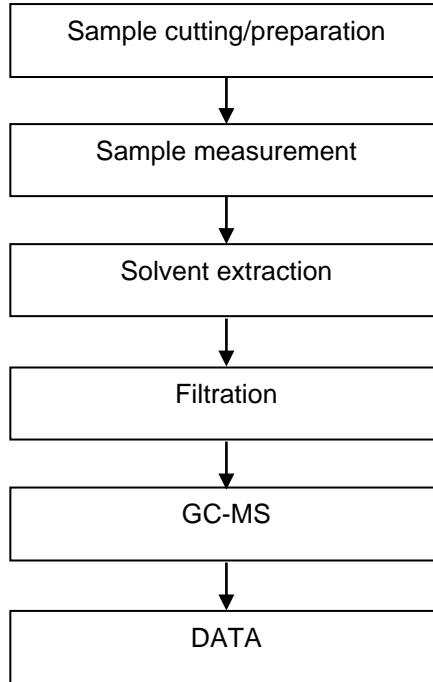 Sample cutting/preparation
Sample measurement
Solvent extraction
Filtration
GC-MS
DATA